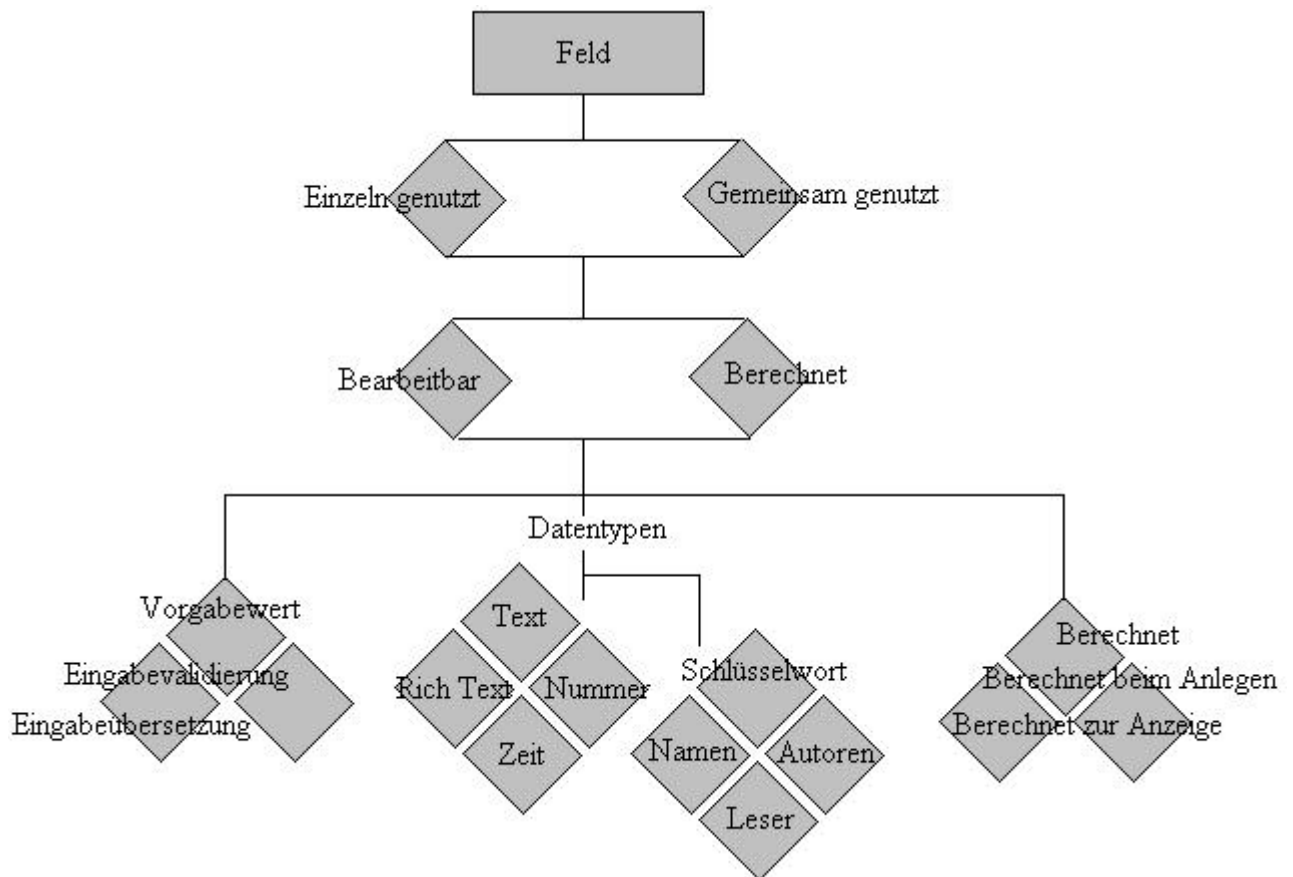 Feld
Einzeln genutzt
Gemeinsam genutzt
Bearbeitbar
Berechnet
Datentypen
Vorgabewert
Eingabevalidierung
Eingabeübersetzung
Text
Rich Text
Nummer
Zeit
Schlüsselwort
Namen
Autoren
Leser
Berechnet
Berechnet beim Anlegen
Berechnet zur Anzeige